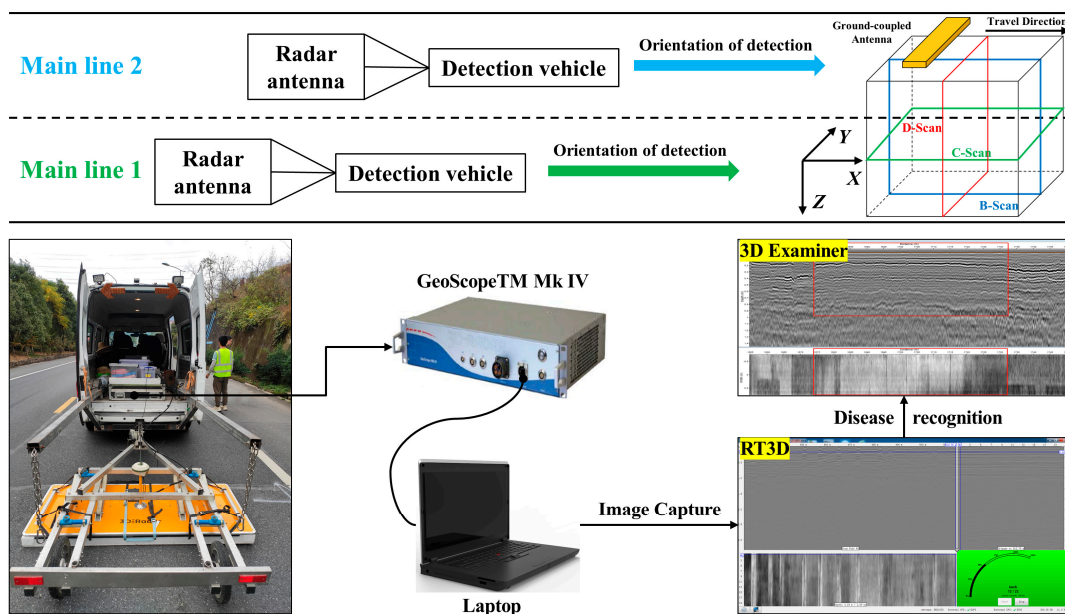 Main line 2
Radar
antenna
Detection vehicle
Orientation of detection
Ground-coupled
Antenna
Travel Direction
D-Scan
C-Scan
B-Scan
Y
X
Z
Main line 1
Radar
antenna
Detection vehicle
Orientation of detection
GeoScopeTM Mk IV
3D Examiner
Disease recognition
RT3D
Image Capture
Laptop